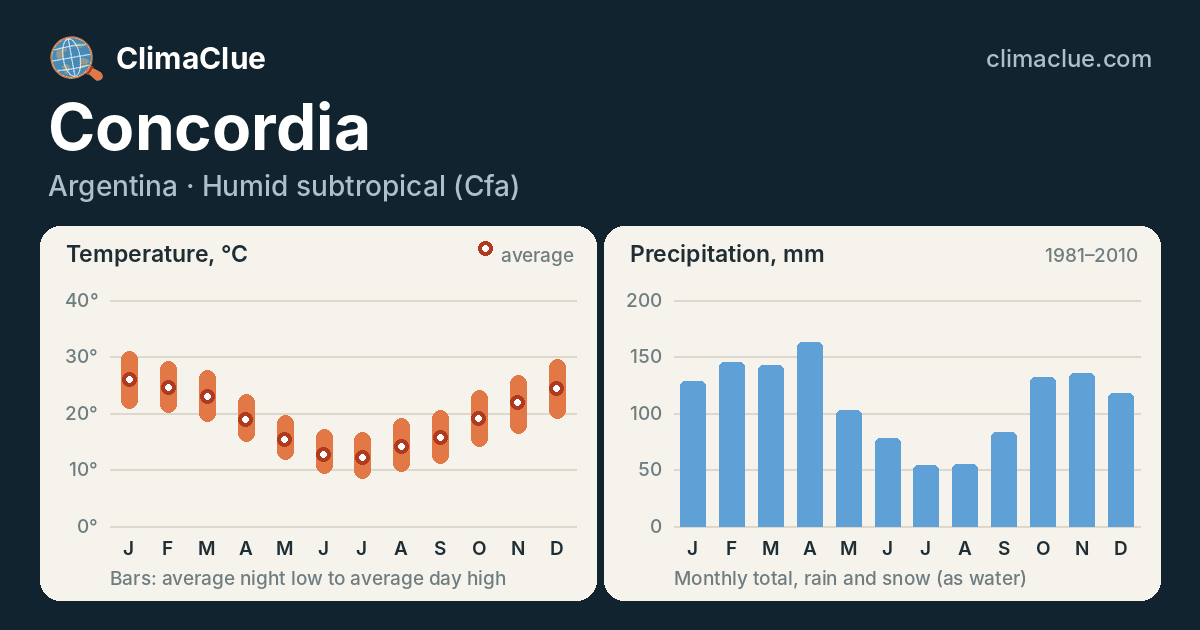 ClimaClue
climaclue.com
Concordia
Argentina · Humid subtropical (Cfa)
Temperature, °C
average
40°
30°
20°
10°
0°
J F M A M J J A S O N D
Bars: average night low to average day high
Precipitation, mm
1981–2010
200
150
100
50
0
J F M A M J J A S O N D
Monthly total, rain and snow (as water)